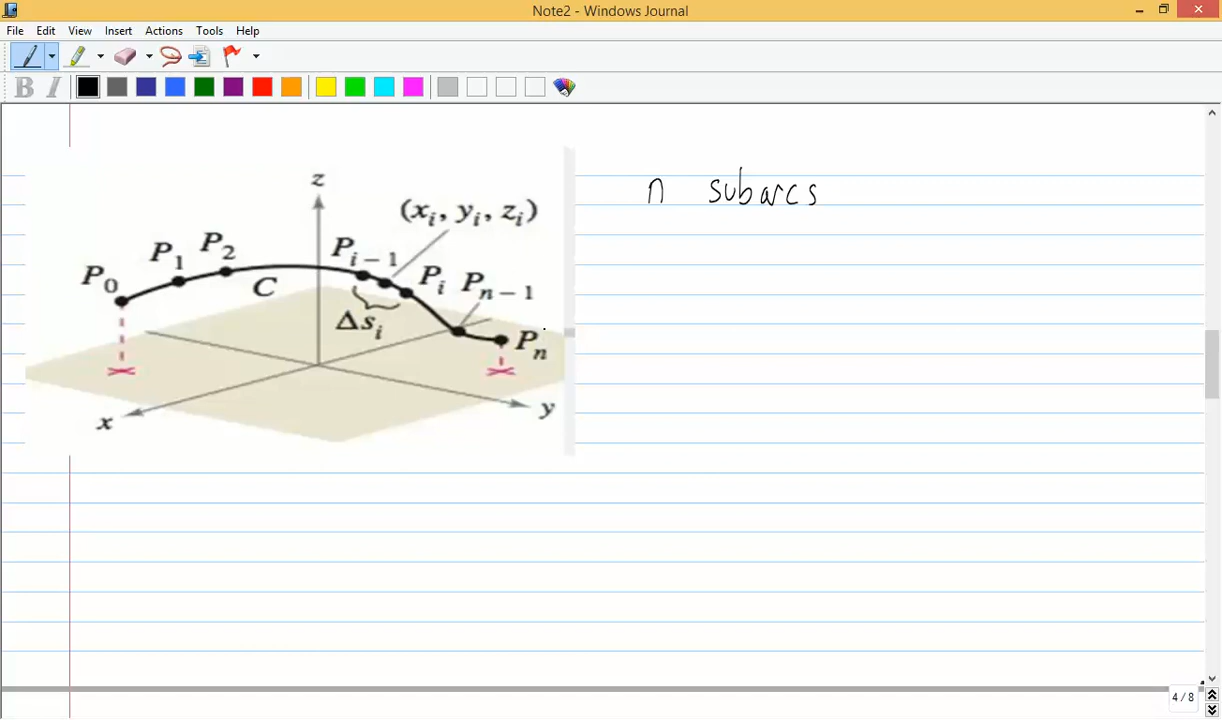 Note2 - Windows Journal
File Edit View Insert Actions Tools Help
B I
n subarcs
z
(xᵢ, yᵢ, zᵢ)
P₀ P₁ P₂ C Pᵢ₋₁ Pᵢ Pₙ₋₁
Δsᵢ
Pₙ
x y
4 / 8